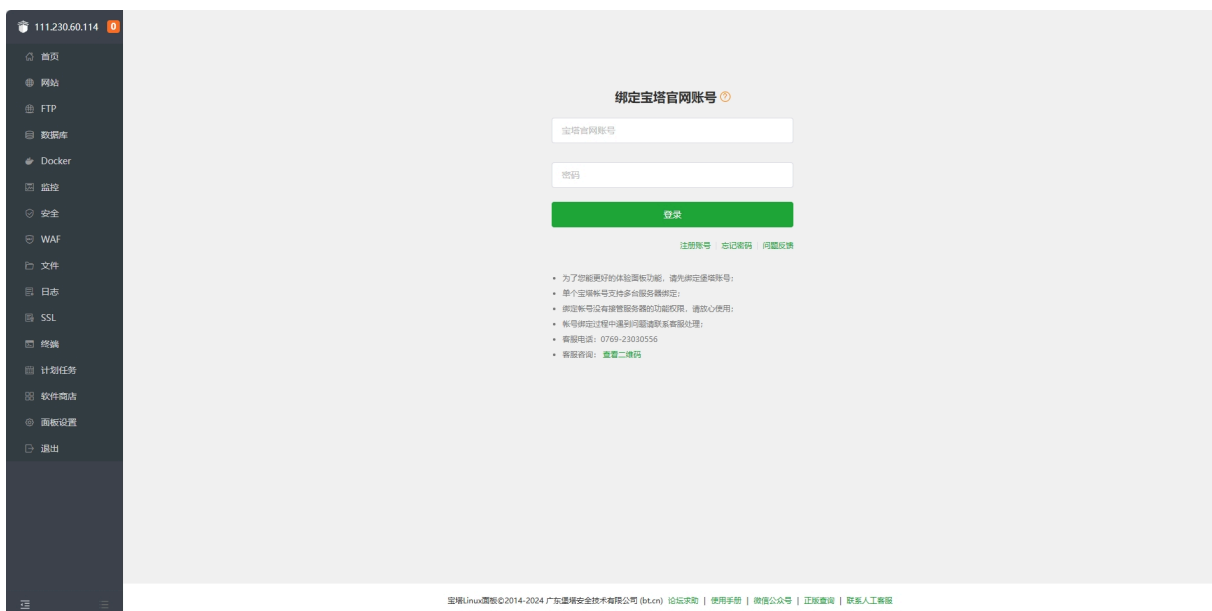 111.230.60.114 0
首页
网站
FTP
数据库
Docker
监控
安全
WAF
文件
日志
SSL
终端
计划任务
软件商店
面板设置
退出
绑定宝塔官网账号
宝塔官网账号
密码
登录
注册账号 | 忘记密码 | 问题反馈
• 为了您能更好的体验面板功能，请先绑定堡塔账号；
• 单个宝塔帐号支持多台服务器绑定；
• 绑定帐号没有接管服务器的功能权限，请放心使用；
• 帐号绑定过程中遇到问题请联系客服处理；
• 客服电话：0769-23030556
• 客服咨询：查看二维码
宝塔Linux面板©2014-2024 广东堡塔安全技术有限公司 (bt.cn) 论坛求助 | 使用手册 | 微信公众号 | 正版查询 | 联系人工客服